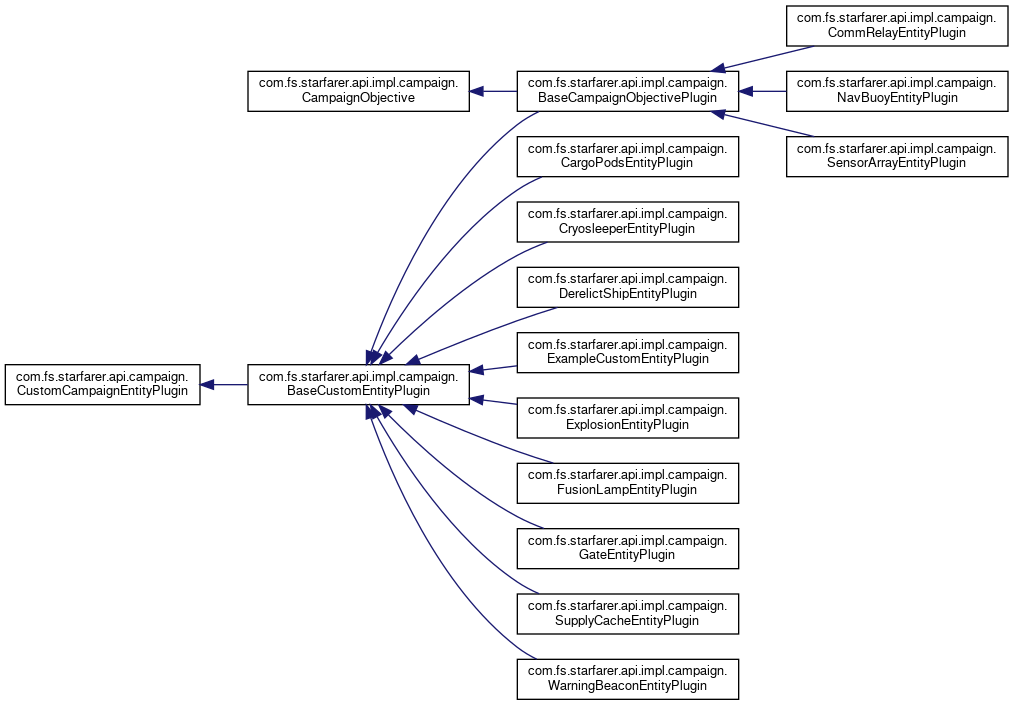 com.fs.starfarer.api.impl.campaign.
CommRelayEntityPlugin
com.fs.starfarer.api.impl.campaign.
CampaignObjective
com.fs.starfarer.api.impl.campaign.
BaseCampaignObjectivePlugin
com.fs.starfarer.api.impl.campaign.
NavBuoyEntityPlugin
com.fs.starfarer.api.impl.campaign.
CargoPodsEntityPlugin
com.fs.starfarer.api.impl.campaign.
SensorArrayEntityPlugin
com.fs.starfarer.api.impl.campaign.
CryosleeperEntityPlugin
com.fs.starfarer.api.impl.campaign.
DerelictShipEntityPlugin
com.fs.starfarer.api.impl.campaign.
ExampleCustomEntityPlugin
com.fs.starfarer.api.campaign.
CustomCampaignEntityPlugin
com.fs.starfarer.api.impl.campaign.
BaseCustomEntityPlugin
com.fs.starfarer.api.impl.campaign.
ExplosionEntityPlugin
com.fs.starfarer.api.impl.campaign.
FusionLampEntityPlugin
com.fs.starfarer.api.impl.campaign.
GateEntityPlugin
com.fs.starfarer.api.impl.campaign.
SupplyCacheEntityPlugin
com.fs.starfarer.api.impl.campaign.
WarningBeaconEntityPlugin